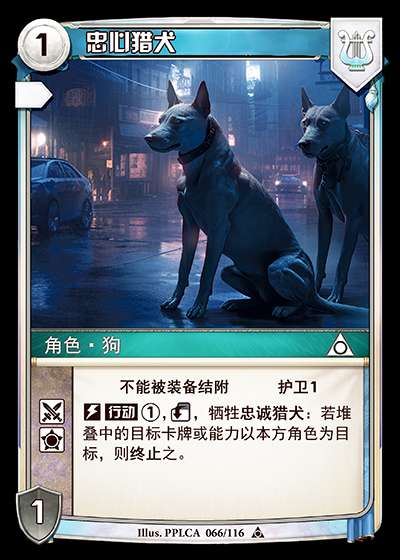 1
忠心猎犬
角色·狗
不能被装备结附 护卫1
行动 ①, , 牺牲忠诚猎犬：若堆
叠中的目标卡牌或能力以本方角色为目
标，则终止之。
1
Illus. PPLCA 066/116